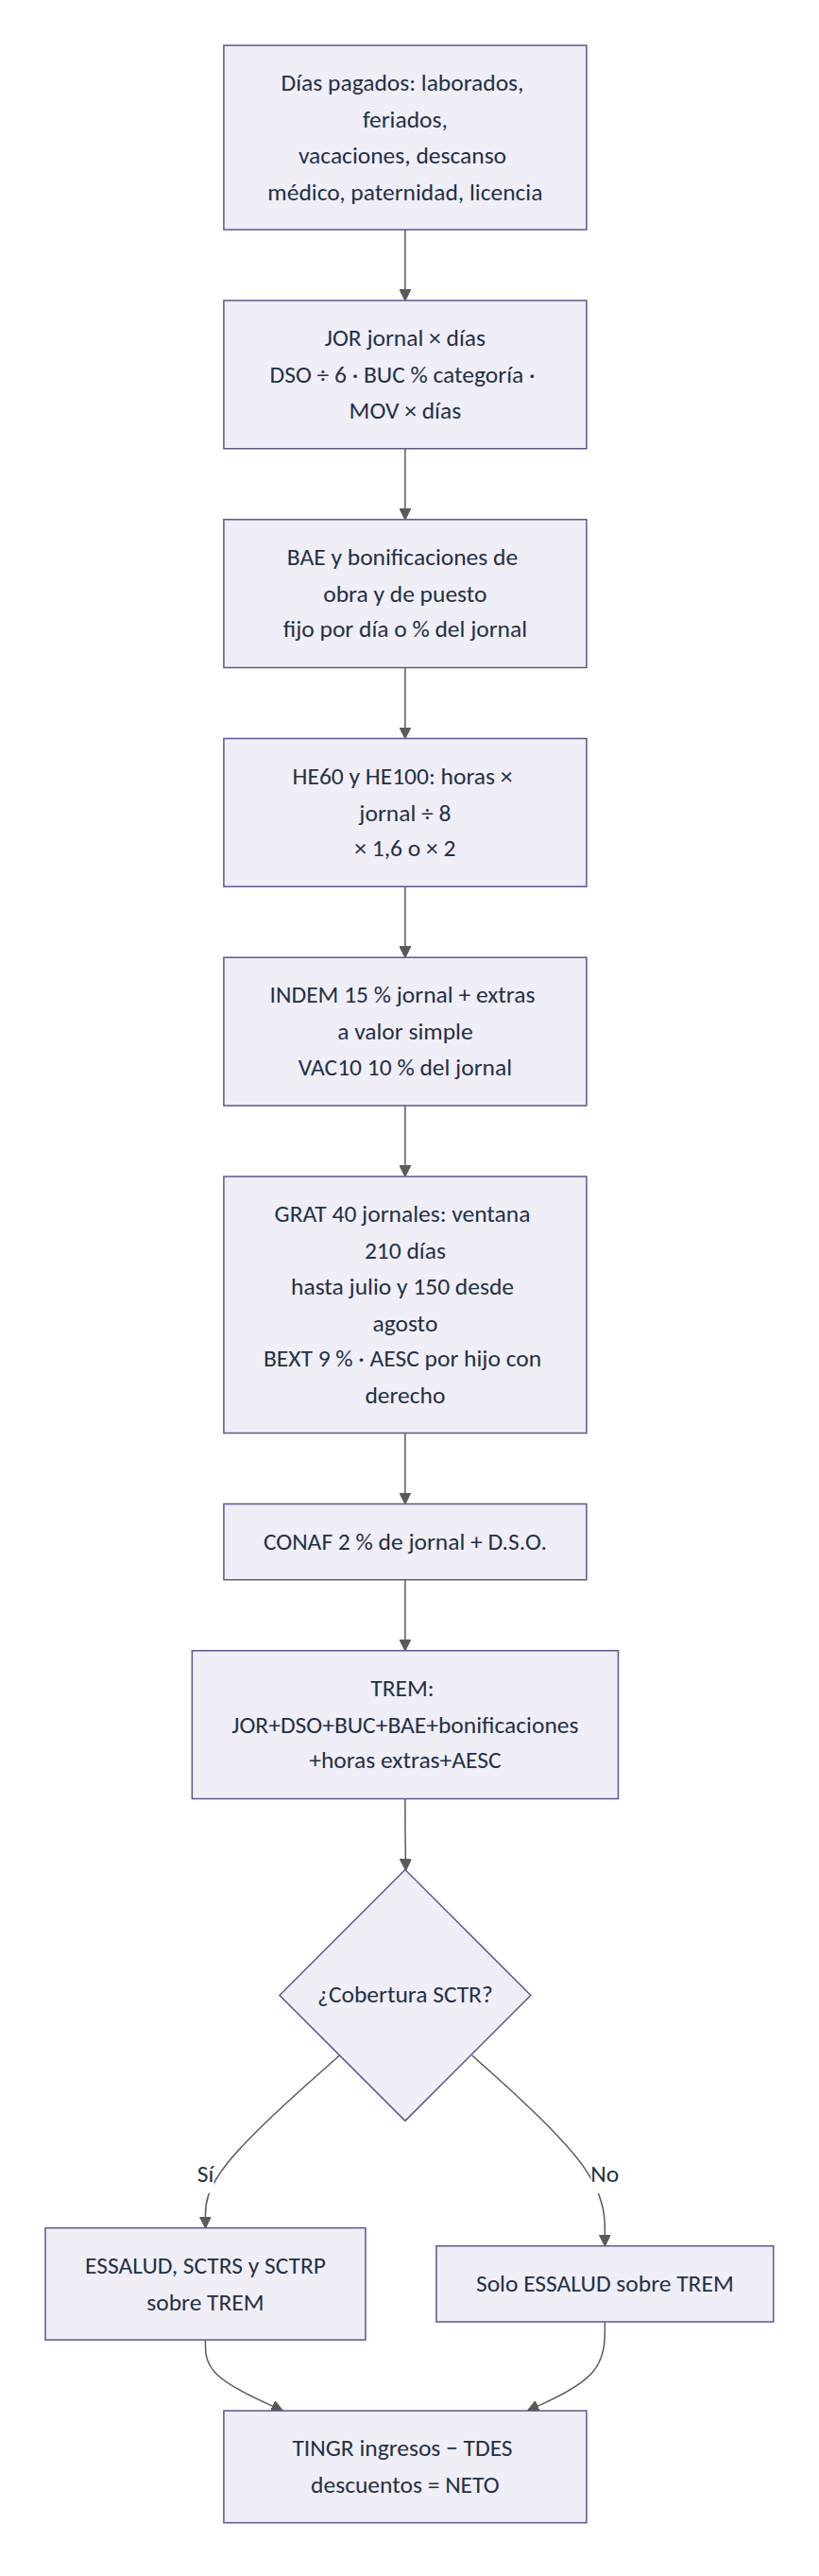 Días pagados: laborados,
feriados,
vacaciones, descanso
médico, paternidad, licencia
JOR jornal × días
DSO ÷ 6 · BUC % categoría ·
MOV × días
BAE y bonificaciones de
obra y de puesto
fijo por día o % del jornal
HE60 y HE100: horas ×
jornal ÷ 8
× 1,6 o × 2
INDEM 15 % jornal + extras
a valor simple
VAC10 10 % del jornal
GRAT 40 jornales: ventana
210 días
hasta julio y 150 desde
agosto
BEXT 9 % · AESC por hijo con
derecho
CONAF 2 % de jornal + D.S.O.
TREM:
JOR+DSO+BUC+BAE+bonificaciones
+horas extras+AESC
¿Cobertura SCTR?
Sí
No
ESSALUD, SCTRS y SCTRP
sobre TREM
Solo ESSALUD sobre TREM
TINGR ingresos − TDES
descuentos = NETO